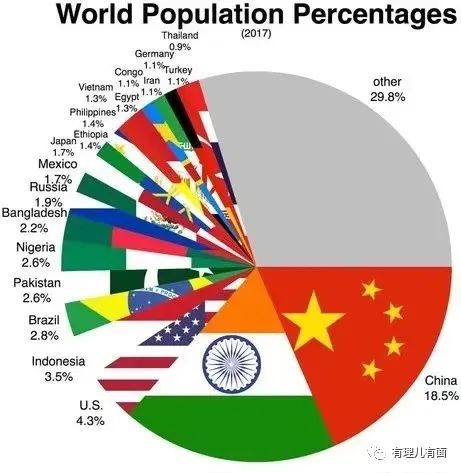 World Population Percentages
(2017)
Thailand
0.9%
Germany
1.1%
Turkey
1.1%
Congo
1.1%
Iran
1.1%
Vietnam
1.3%
Egypt
1.3%
Philippines
1.4%
Ethiopia
1.4%
Japan
1.7%
Mexico
1.7%
Russia
1.9%
Bangladesh
2.2%
Nigeria
2.6%
Pakistan
2.6%
Brazil
2.8%
Indonesia
3.5%
U.S.
4.3%
other
29.8%
China
18.5%
有理儿有面